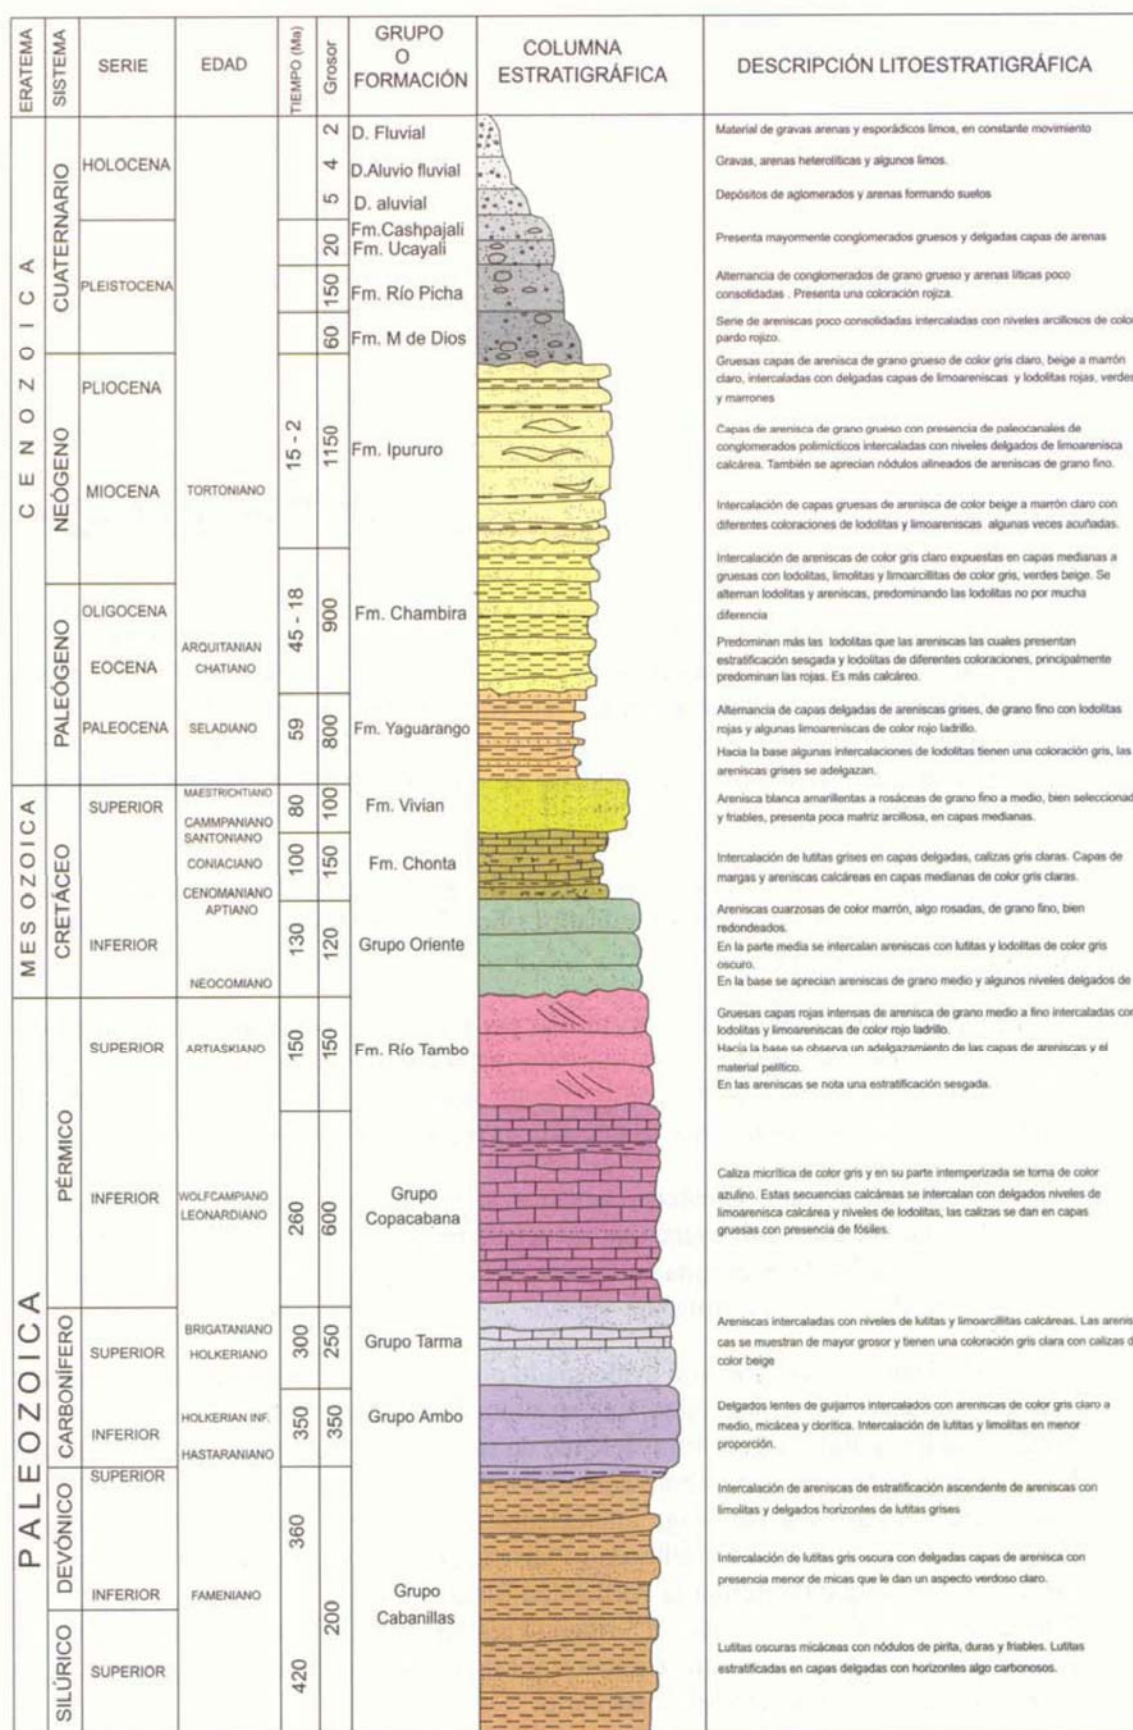 ERATEMA
SISTEMA
SERIE
EDAD
TIEMPO (Ma)
Grosor
GRUPO
O
FORMACIÓN
COLUMNA
ESTRATIGRÁFICA
DESCRIPCIÓN LITOESTRATIGRÁFICA
CENOZOICA
MESOZOICA
PALEOZOICA
CUATERNARIO
NEÓGENO
PALEÓGENO
CRETÁCEO
PÉRMICO
CARBONÍFERO
DEVÓNICO
SILÚRICO
HOLOCENA
PLEISTOCENA
PLIOCENA
MIOCENA
OLIGOCENA
EOCENA
PALEOCENA
SUPERIOR
INFERIOR
SUPERIOR
INFERIOR
SUPERIOR
INFERIOR
SUPERIOR
INFERIOR
SUPERIOR
TORTONIANO
ARQUITANIAN
CHATIANO
SELADIANO
MAESTRICHTIANO
CAMMPANIANO
SANTONIANO
CONIACIANO
CENOMANIANO
APTIANO
NEOCOMIANO
ARTIASKIANO
WOLFCAMPIANO
LEONARDIANO
BRIGATANIANO
HOLKERIANO
HOLKERIAN INF.
HASTARANIANO
FAMENIANO
15 - 2
45 - 18
59
80
100
130
150
260
300
350
360
420
2
4
5
20
150
60
1150
900
800
100
150
120
150
600
250
350
200
D. Fluvial
D.Aluvio fluvial
D. aluvial
Fm.Cashpajali
Fm. Ucayali
Fm. Río Picha
Fm. M de Dios
Fm. Ipururo
Fm. Chambira
Fm. Yaguarango
Fm. Vivian
Fm. Chonta
Grupo Oriente
Fm. Río Tambo
Grupo
Copacabana
Grupo Tarma
Grupo Ambo
Grupo
Cabanillas
Material de gravas arenas y esporádicos limos, en constante movimiento
Gravas, arenas heterolíticas y algunos limos.
Depósitos de aglomerados y arenas formando suelos
Presenta mayormente conglomerados gruesos y delgadas capas de arenas
Alternancia de conglomerados de grano grueso y arenas líticas poco
consolidadas . Presenta una coloración rojiza.
Serie de areniscas poco consolidadas intercaladas con niveles arcillosos de color
pardo rojizo.
Gruesas capas de arenisca de grano grueso de color gris claro, beige a marrón
claro, intercaladas con delgadas capas de limoareniscas y lodolitas rojas, verdes
y marrones
Capas de arenisca de grano grueso con presencia de paleocanales de
conglomerados polimícticos intercaladas con niveles delgados de limoarenisca
calcárea. También se aprecian nódulos alineados de areniscas de grano fino.
Intercalación de capas gruesas de arenisca de color beige a marrón claro con
diferentes coloraciones de lodolitas y limoareniscas algunas veces acuñadas.
Intercalación de areniscas de color gris claro expuestas en capas medianas a
gruesas con lodolitas, limolitas y limoarcillitas de color gris, verdes beige. Se
alternan lodolitas y areniscas, predominando las lodolitas no por mucha
diferencia
Predominan más las lodolitas que las areniscas las cuales presentan
estratificación sesgada y lodolitas de diferentes coloraciones, principalmente
predominan las rojas. Es más calcáreo.
Alternancia de capas delgadas de areniscas grises, de grano fino con lodolitas
rojas y algunas limoareniscas de color rojo ladrillo.
Hacia la base algunas intercalaciones de lodolitas tienen una coloración gris, las
areniscas grises se adelgazan.
Arenisca blanca amarillentas a rosáceas de grano fino a medio, bien seleccionad
y friables, presenta poca matriz arcillosa, en capas medianas.
Intercalación de lutitas grises en capas delgadas, calizas gris claras. Capas de
margas y areniscas calcáreas en capas medianas de color gris claras.
Areniscas cuarzosas de color marrón, algo rosadas, de grano fino, bien
redondeados.
En la parte media se intercalan areniscas con lutitas y lodolitas de color gris
oscuro.
En la base se aprecian areniscas de grano medio y algunos niveles delgados de
Gruesas capas rojas intensas de arenisca de grano medio a fino intercaladas con
lodolitas y limoareniscas de color rojo ladrillo.
Hacia la base se observa un adelgazamiento de las capas de areniscas y el
material pelítico.
En las areniscas se nota una estratificación sesgada.
Caliza micrítica de color gris y en su parte intemperizada se torna de color
azulino. Estas secuencias calcáreas se intercalan con delgados niveles de
limoarenisca calcárea y niveles de lodolitas, las calizas se dan en capas
gruesas con presencia de fósiles.
Areniscas intercaladas con niveles de lutitas y limoarcillitas calcáreas. Las arenis
cas se muestran de mayor grosor y tienen una coloración gris clara con calizas d
color beige
Delgados lentes de guijarros intercalados con areniscas de color gris claro a
medio, micácea y clorítica. Intercalación de lutitas y limolitas en menor
proporción.
Intercalación de areniscas de estratificación ascendente de areniscas con
limolitas y delgados horizontes de lutitas grises
Intercalación de lutitas gris oscura con delgadas capas de arenisca con
presencia menor de micas que le dan un aspecto verdoso claro.
Lutitas oscuras micáceas con nódulos de pirita, duras y friables. Lutitas
estratificadas en capas delgadas con horizontes algo carbonosos.